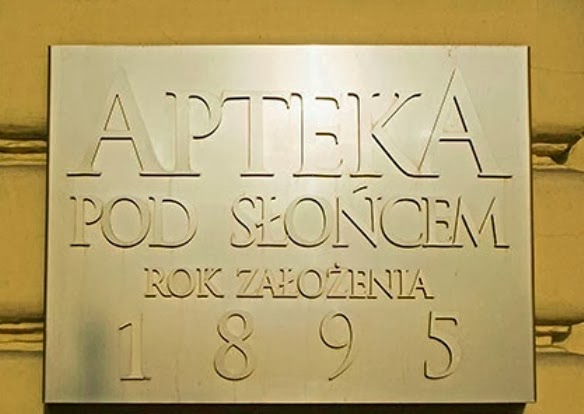 APTEKA
POD SŁOŃCEM
ROK ZAŁOŻENIA
1895